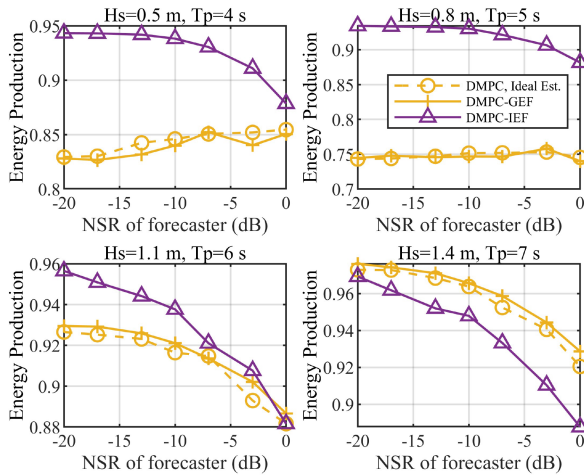 Hs=0.5 m, Tp=4 s
Energy Production
0.95
0.9
0.85
0.8
-20 -15 -10 -5 0
NSR of forecaster (dB)
Hs=0.8 m, Tp=5 s
Energy Production
0.9
0.8
0.7
DMPC, Ideal Est.
DMPC-GEF
DMPC-IEF
-20 -15 -10 -5 0
NSR of forecaster (dB)
Hs=1.1 m, Tp=6 s
Energy Production
0.96
0.94
0.92
0.9
0.88
-20 -15 -10 -5 0
NSR of forecaster (dB)
Hs=1.4 m, Tp=7 s
Energy Production
0.96
0.94
0.92
0.9
-20 -15 -10 -5 0
NSR of forecaster (dB)